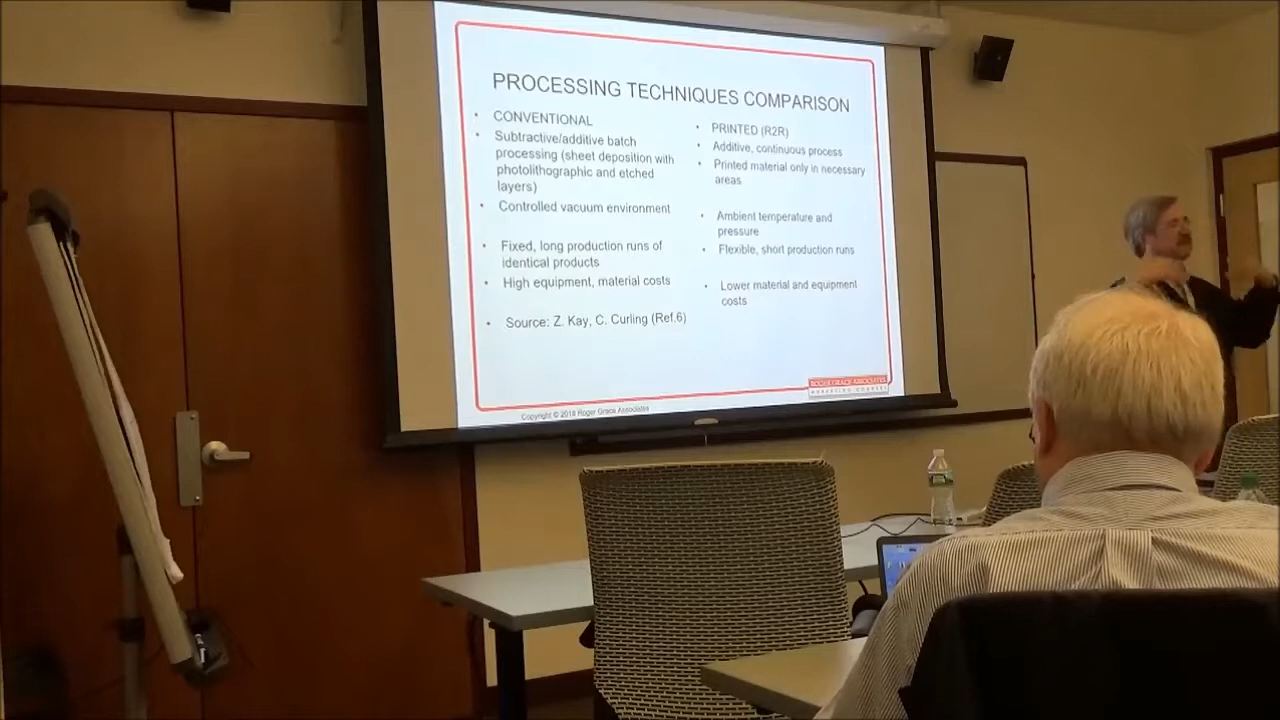 PROCESSING TECHNIQUES COMPARISON
• CONVENTIONAL
• Subtractive/additive batch
processing (sheet deposition with
photolithographic and etched
layers)
• Controlled vacuum environment
• Fixed, long production runs of
identical products
• High equipment, material costs
• Source: Z. Kay, C. Curling (Ref.6)
• PRINTED (R2R)
• Additive, continuous process
• Printed material only in necessary
areas
• Ambient temperature and
pressure
• Flexible, short production runs
• Lower material and equipment
costs
ROGER GRACE ASSOCIATES
Copyright © 2018 Roger Grace Associates